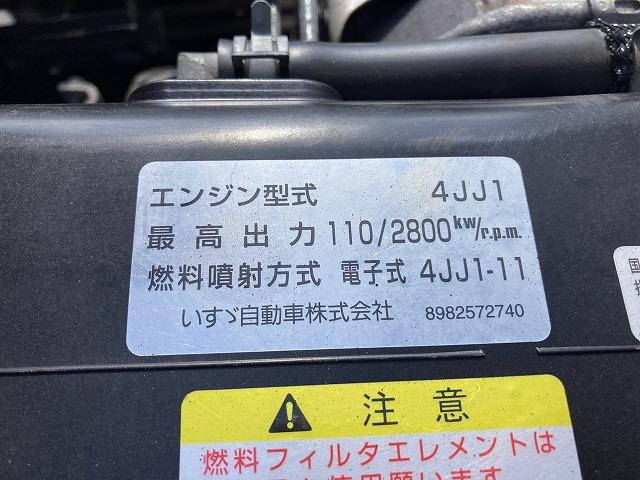 エンジン型式 4JJ1
最高出力 110/2800kw/r.p.m.
燃料噴射方式 電子式 4JJ1-11
いすゞ自動車株式会社 8982572740
国
注意
燃料フィルタエレメントは